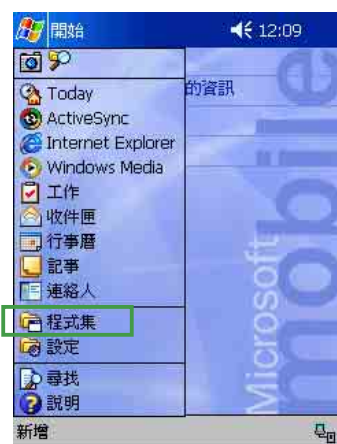 開始 12:09
的資訊
Today
ActiveSync
Internet Explorer
Windows Media
工作
收件匣
行事曆
記事
連絡人
程式集
設定
尋找
說明
Microsoft
mobile
新增